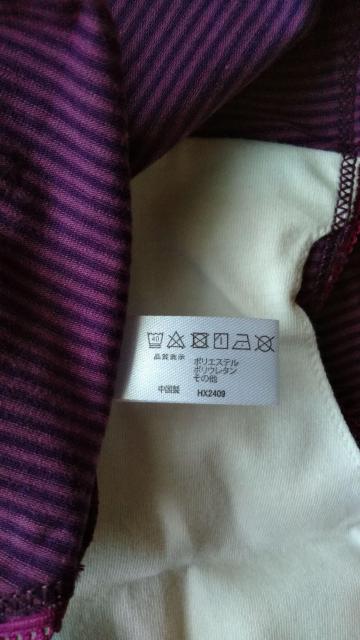 40
品質表示
ポリエステル
ポリウレタン
その他
中国製 HX2409